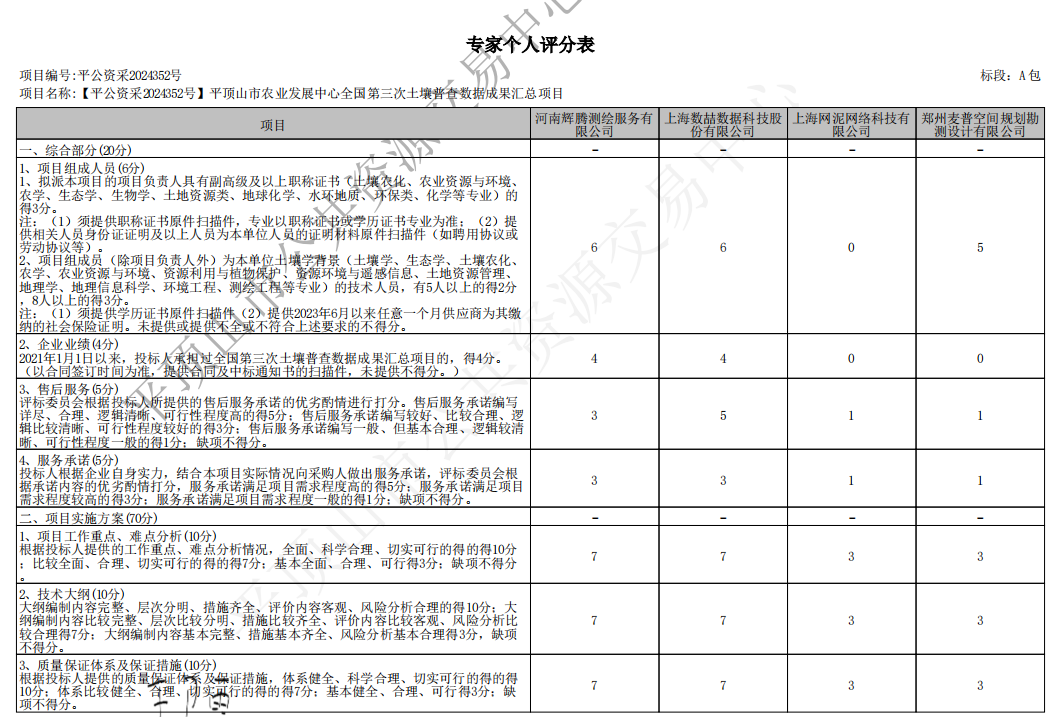 专家个人评分表
项目编号:平公资采2024352号 标段: A包
项目名称:【平公资采2024352号】平顶山市农业发展中心全国第三次土壤普查数据成果汇总项目
项目 河南辉腾测绘服务有限公司 上海数喆数据科技股份有限公司 上海网泥网络科技有限公司 郑州麦普空间规划勘测设计有限公司
一、综合部分(20分) - - - -
1、项目组成人员(6分)
1、拟派本项目的项目负责人具有副高级及以上职称证书（土壤农化、农业资源与环境、
农学、生态学、生物学、土地资源类、地球化学、水环地质、环保类、化学等专业）的
得3分。
注：（1）须提供职称证书原件扫描件，专业以职称证书或学历证书专业为准；（2）提
供相关人员身份证证明及以上人员为本单位人员的证明材料原件扫描件（如聘用协议或
劳动协议等）。
2、项目组成员（除项目负责人外）为本单位土壤学背景（土壤学、生态学、土壤农化、
农学、农业资源与环境、资源利用与植物保护、资源环境与遥感信息、土地资源管理、
地理学、地理信息科学、环境工程、测绘工程等专业）的技术人员，有5人以上的得2分
，8人以上的得3分。
注：（1）须提供学历证书原件扫描件（2）提供2023年6月以来任意一个月供应商为其缴
纳的社会保险证明。未提供或提供不全或不符合上述要求的不得分。
6 6 0 5
2、企业业绩(4分)
2021年1月1日以来，投标人承担过全国第三次土壤普查数据成果汇总项目的，得4分。
（以合同签订时间为准，提供合同及中标通知书的扫描件，未提供不得分。）
4 4 0 0
3、售后服务(5分)
评标委员会根据投标人所提供的售后服务承诺的优劣酌情进行打分。售后服务承诺编写
详尽、合理、逻辑清晰、可行性程度高的得5分；售后服务承诺编写较好、比较合理、逻
辑比较清晰、可行性程度较好的得3分；售后服务承诺编写一般、但基本合理、逻辑较清
晰、可行性程度一般的得1分；缺项不得分。
3 5 1 1
4、服务承诺(5分)
投标人根据企业自身实力，结合本项目实际情况向采购人做出服务承诺，评标委员会根
据承诺内容的优劣酌情打分，服务承诺满足项目需求程度高的得5分；服务承诺满足项目
需求程度较高的得3分；服务承诺满足项目需求程度一般的得1分；缺项不得分。
3 3 1 1
二、项目实施方案(70分) - - - -
1、项目工作重点、难点分析(10分)
根据投标人提供的工作重点、难点分析情况，全面、科学合理、切实可行的得的得10分
；比较全面、合理、切实可行的得的得7分；基本全面、合理、可行得3分；缺项不得分
。
7 7 3 3
2、技术大纲(10分)
大纲编制内容完整、层次分明、措施齐全、评价内容客观、风险分析合理的得10分；大
纲编制内容比较完整、层次比较分明、措施比较齐全、评价内容比较客观、风险分析比
较合理得7分；大纲编制内容基本完整、措施基本齐全、风险分析基本合理得3分，缺项
不得分。
7 7 3 3
3、质量保证体系及保证措施(10分)
根据投标人提供的质量保证体系及保证措施，体系健全、科学合理、切实可行的得的得
10分；体系比较健全、合理、切实可行的得的得7分；基本健全、合理、可行得3分；缺
项不得分。
7 7 3 3
平顶山市公共资源交易中心
平顶山市公共资源交易中心